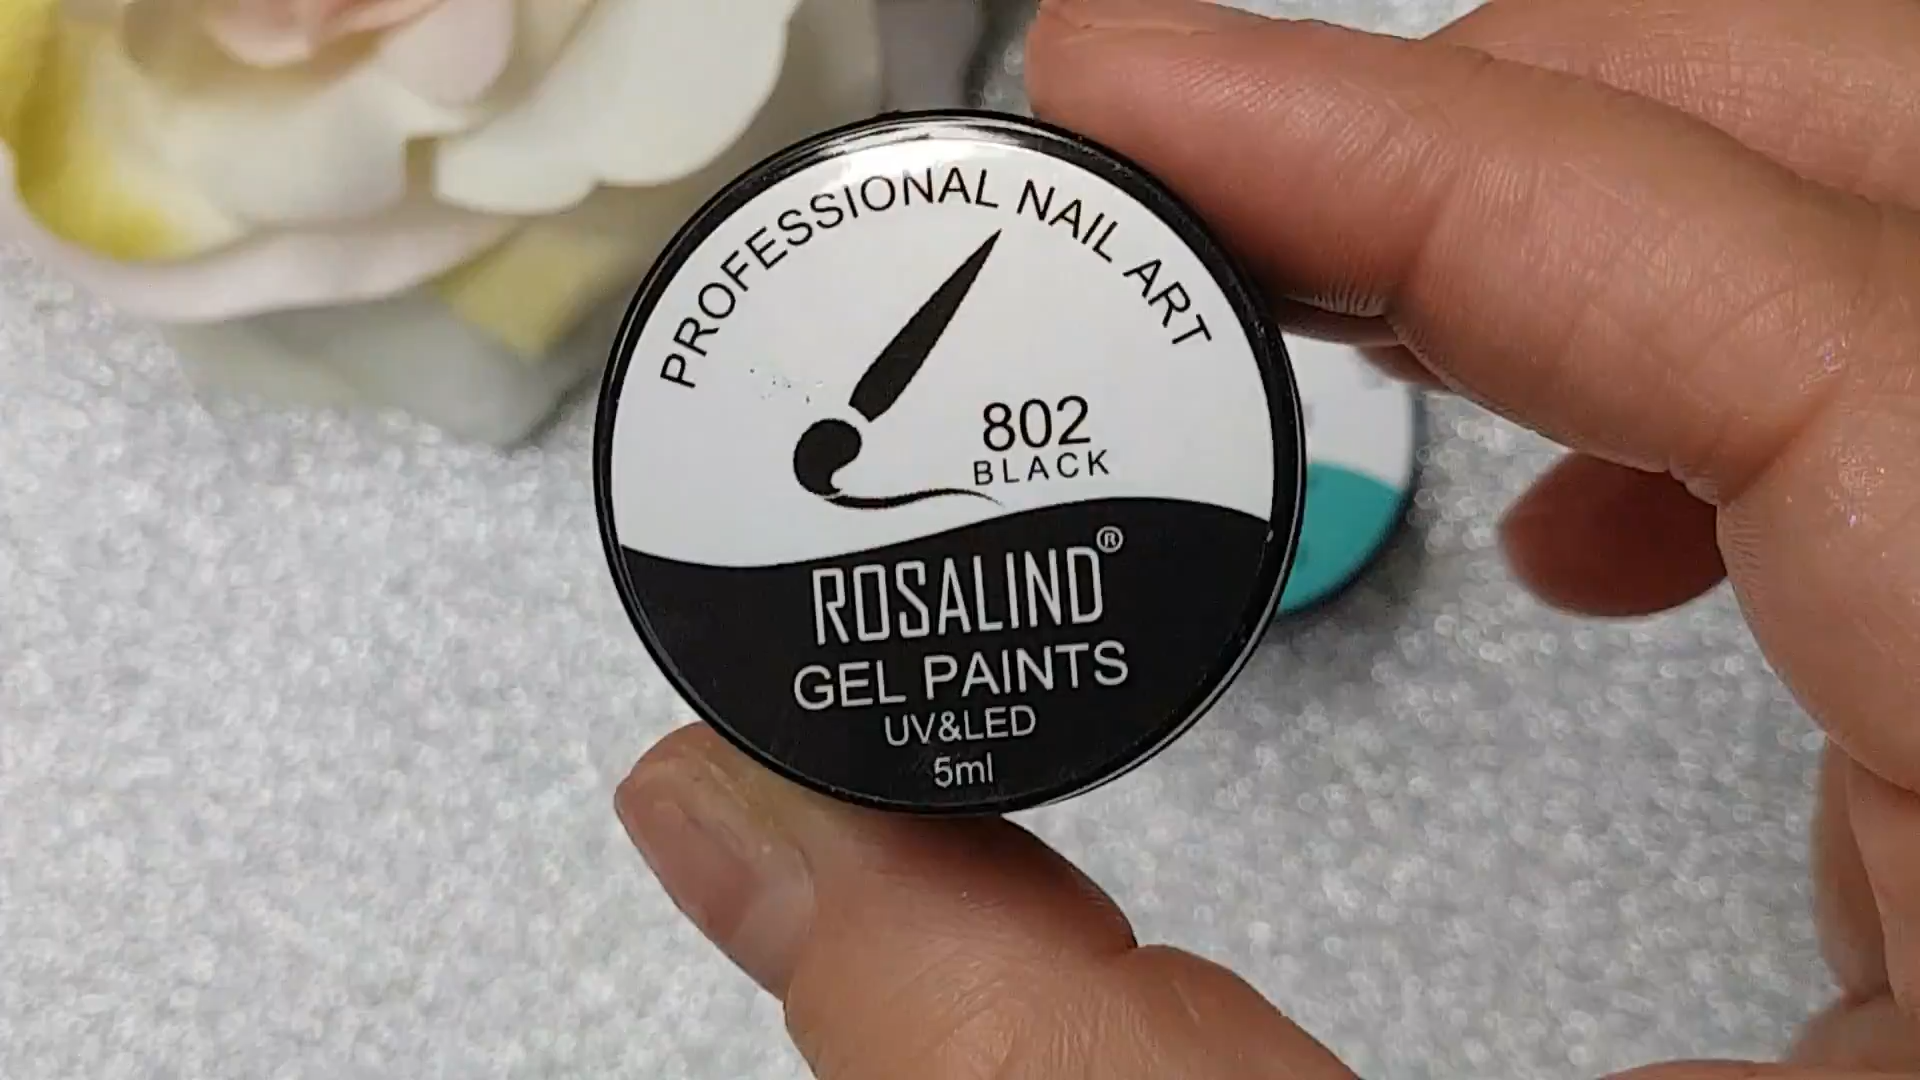 PROFESSIONAL NAIL ART
802
BLACK
ROSALIND®
GEL PAINTS
UV&LED
5ml